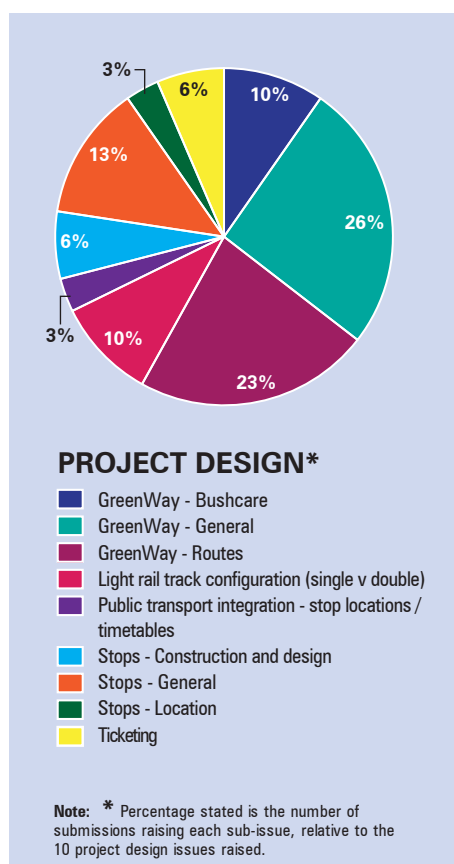 3%
6%
10%
13%
26%
6%
3%
10%
23%
PROJECT DESIGN*
GreenWay - Bushcare
GreenWay - General
GreenWay - Routes
Light rail track configuration (single v double)
Public transport integration - stop locations /
timetables
Stops - Construction and design
Stops - General
Stops - Location
Ticketing
Note: * Percentage stated is the number of
submissions raising each sub-issue, relative to the
10 project design issues raised.